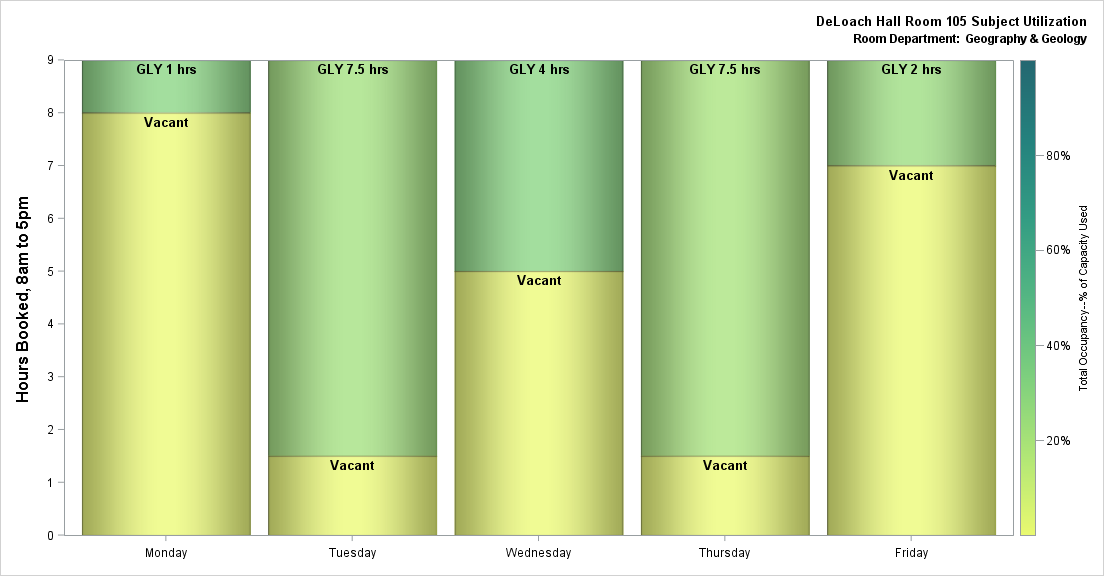 DeLoach Hall Room 105 Subject Utilization
Room Department: Geography & Geology
Hours Booked, 8am to 5pm
9
8
7
6
5
4
3
2
1
0
GLY 1 hrs
Vacant
GLY 7.5 hrs
Vacant
GLY 4 hrs
Vacant
GLY 7.5 hrs
Vacant
GLY 2 hrs
Vacant
Monday
Tuesday
Wednesday
Thursday
Friday
80%
60%
40%
20%
Total Occupancy--% of Capacity Used